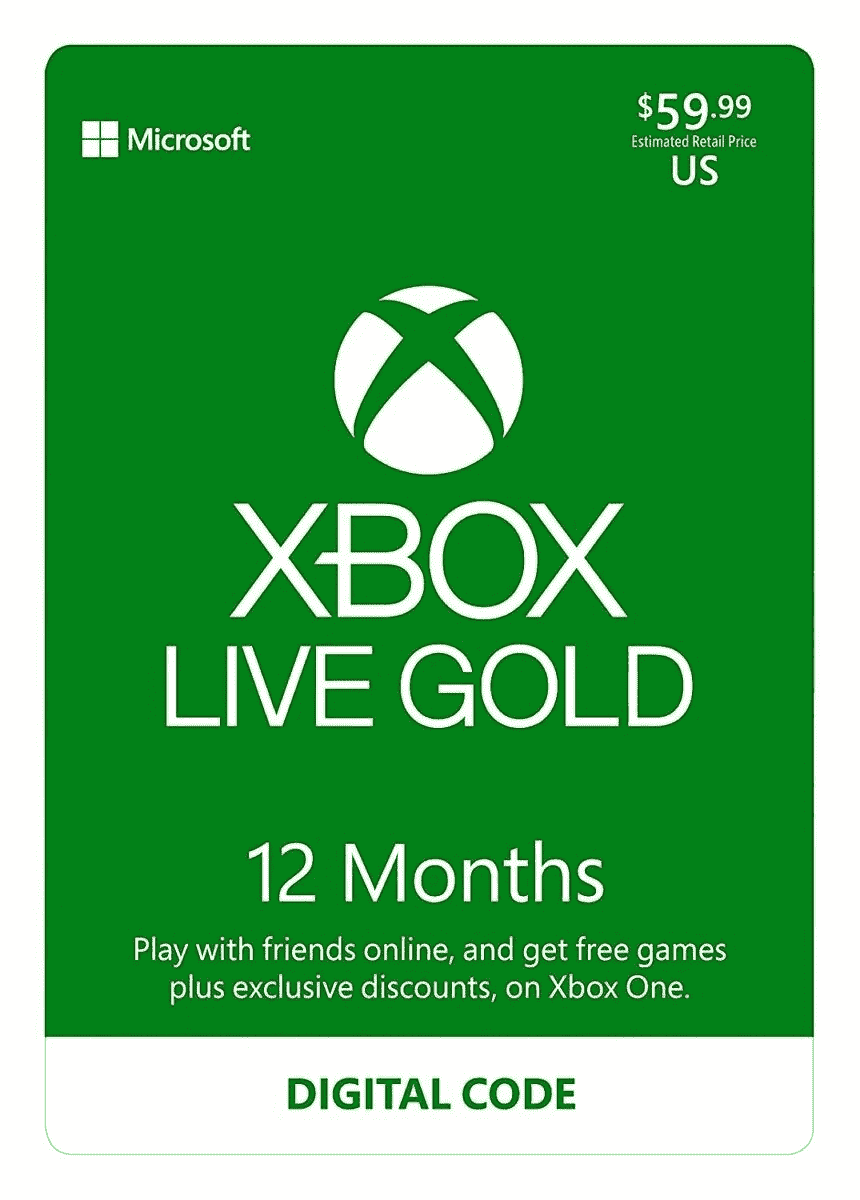 Microsoft
$59.99
Estimated Retail Price
US
XBOX
LIVE GOLD
12 Months
Play with friends online, and get free games
plus exclusive discounts, on Xbox One.
DIGITAL CODE